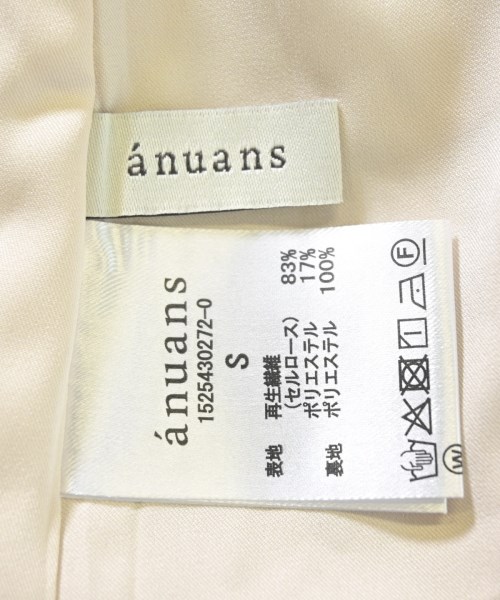 ánuans
ánuans
1525430272-0
S
表地 再生繊維 83%
（セルロース）
ポリエステル 17%
裏地 ポリエステル 100%
F
W